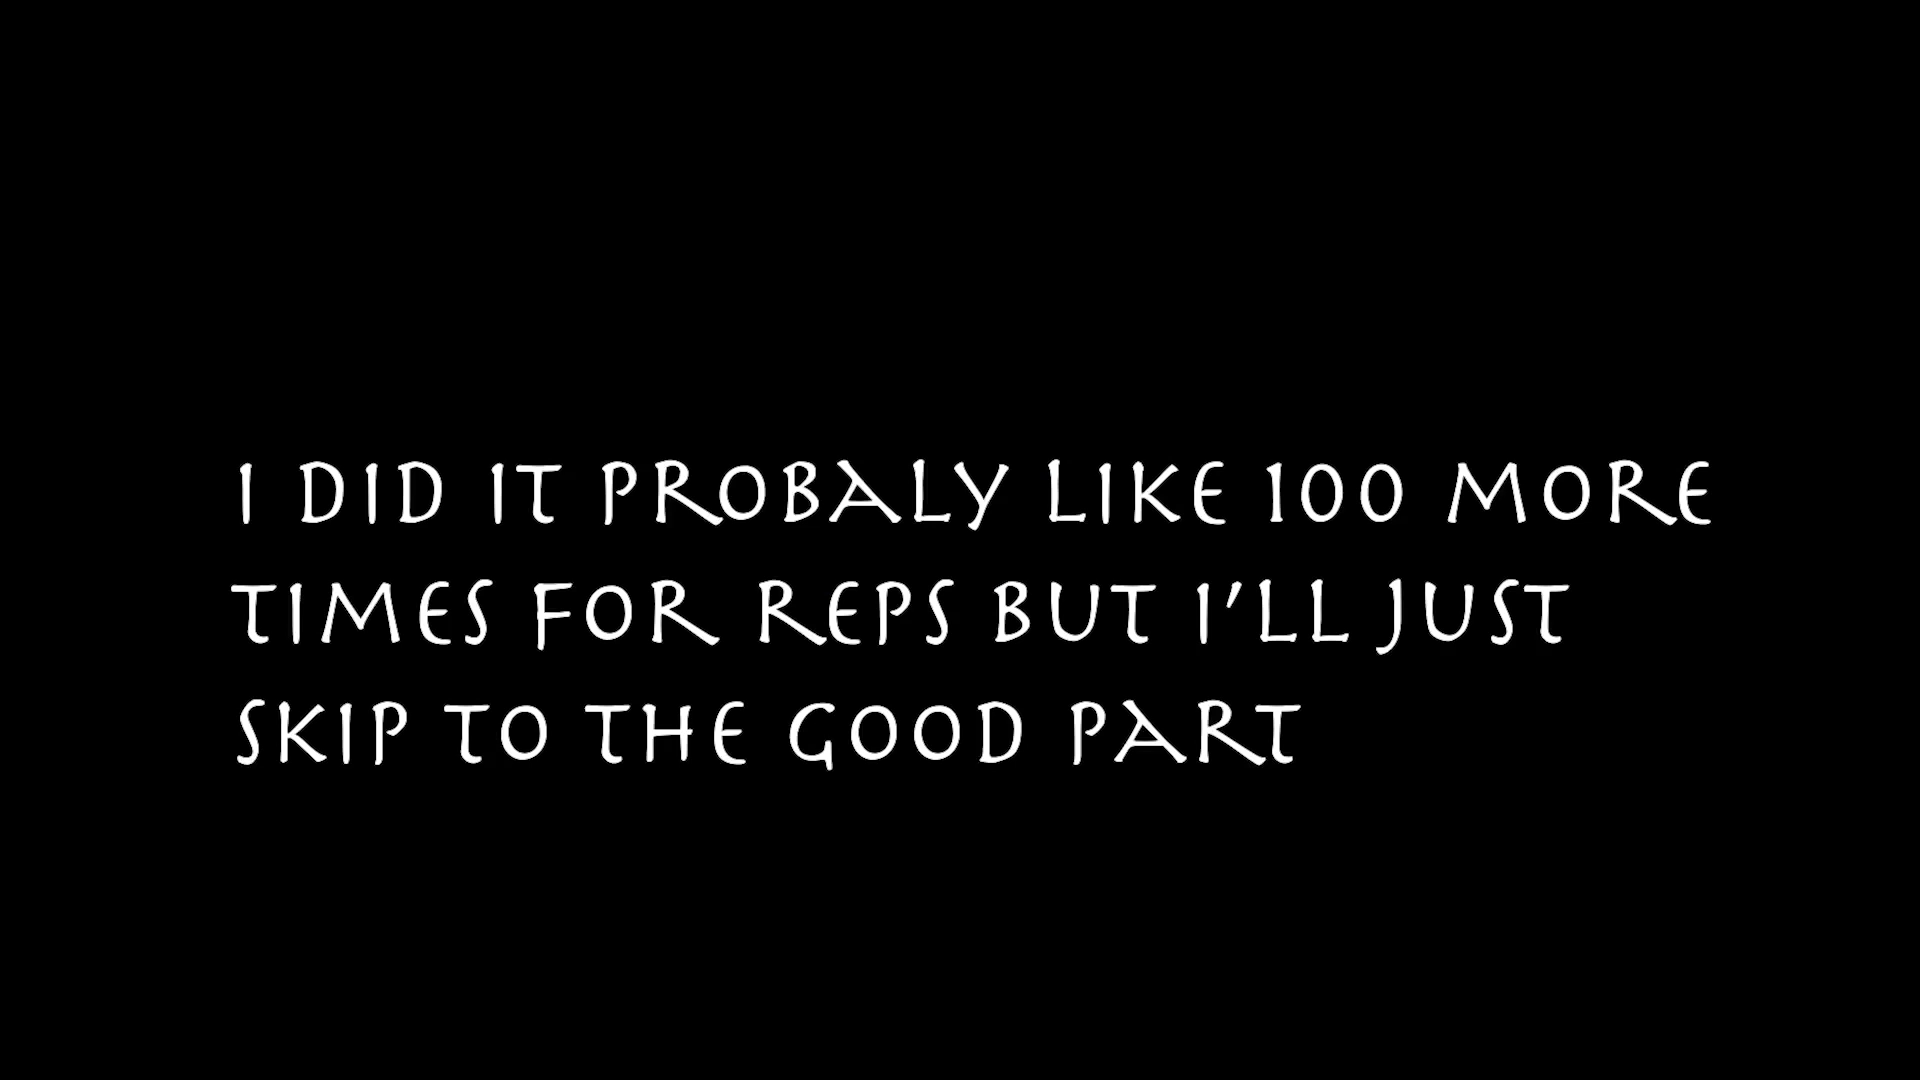 I DID IT PROBALY LIKE 100 MORE
TIMES FOR REPS BUT I'LL JUST
SKIP TO THE GOOD PART